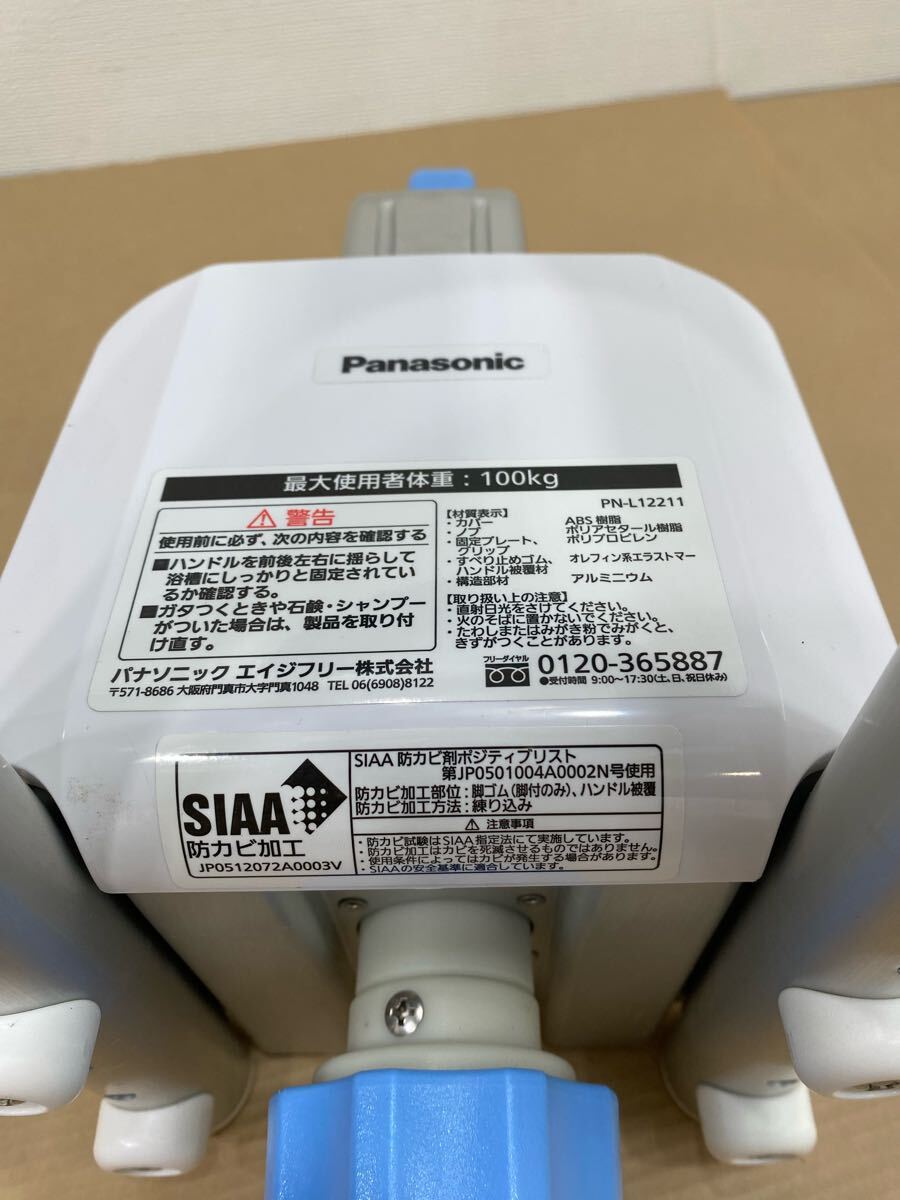 Panasonic
最大使用者体重：100kg
PN-L12211
⚠警告
使用前に必ず、次の内容を確認する
■ハンドルを前後左右に揺らして
浴槽にしっかりと固定されてい
るか確認する。
■ガタつくときや石鹸・シャンプー
がついた場合は、製品を取り付
け直す。
【材質表示】
・カバー ABS樹脂
・ノブ ポリアセタール樹脂
・固定プレート、 ポリプロピレン
グリップ
・すべり止めゴム、 オレフィン系エラストマー
ハンドル被覆材
・構造部材 アルミニウム
【取り扱い上の注意】
・直射日光をさけてください。
・火のそばに置かないでください。
・たわしまたはみがき粉でみがくと、
きずがつくことがあります。
パナソニック エイジフリー株式会社
〒571-8686 大阪府門真市大字門真1048 TEL 06(6908)8122
フリーダイヤル 0120-365887
●受付時間 9:00〜17:30(土、日、祝日休み)
SIAA
防カビ加工
JP0512072A0003V
SIAA 防カビ剤ポジティブリスト
第JP0501004A0002N号使用
防カビ加工部位：脚ゴム(脚付のみ)、ハンドル被覆
防カビ加工方法：練り込み
⚠ 注意事項
・防カビ試験はSIAA指定法にて実施しています。
・防カビ加工はカビを死滅させるものではありません。
・使用条件によってはカビが発生する場合があります。
・SIAAの安全基準に適合しています。